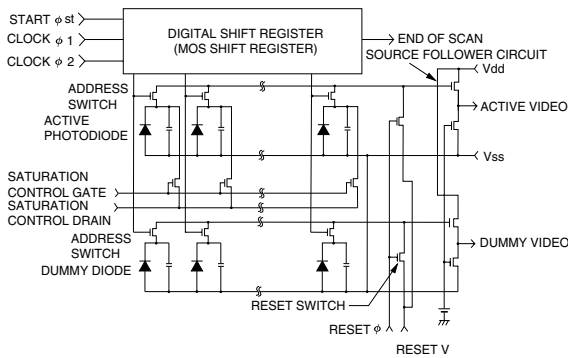 START ϕ st
CLOCK ϕ 1
CLOCK ϕ 2
DIGITAL SHIFT REGISTER
(MOS SHIFT REGISTER)
END OF SCAN
SOURCE FOLLOWER CIRCUIT
Vdd
ADDRESS
SWITCH
ACTIVE
PHOTODIODE
ACTIVE VIDEO
Vss
SATURATION
CONTROL GATE
SATURATION
CONTROL DRAIN
ADDRESS
SWITCH
DUMMY DIODE
DUMMY VIDEO
RESET SWITCH
RESET ϕ
RESET V